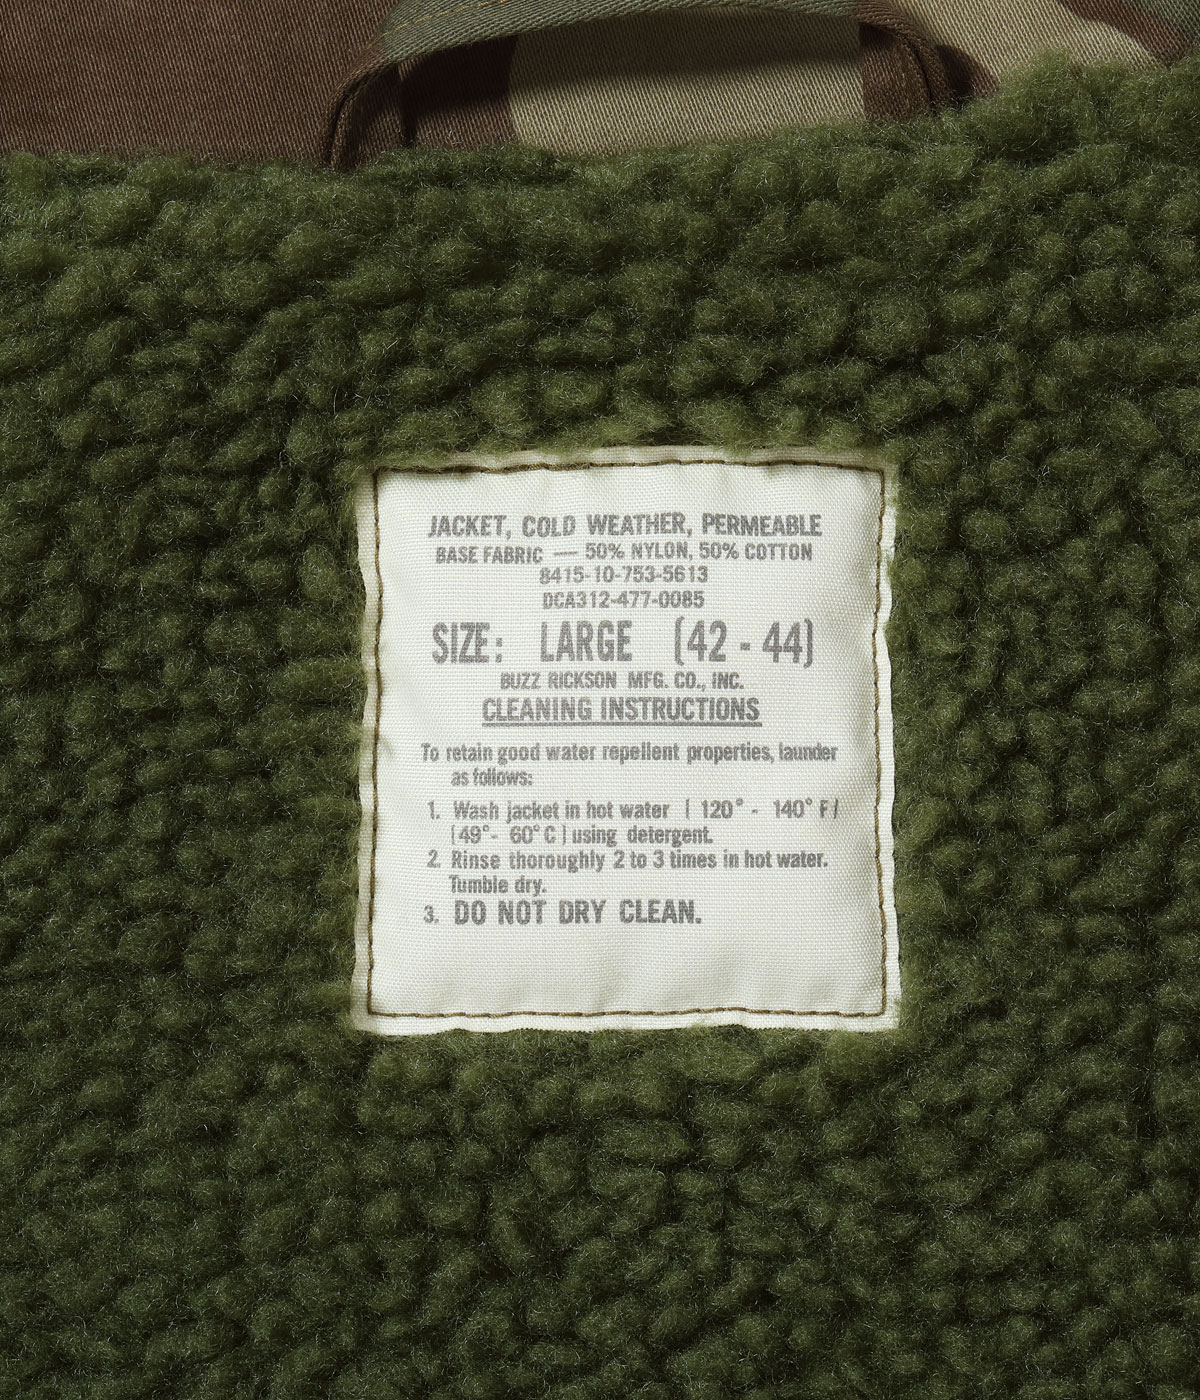 JACKET, COLD WEATHER, PERMEABLE
BASE FABRIC — 50% NYLON, 50% COTTON
8415-10-753-5613
DCA312-477-0085
SIZE: LARGE (42 - 44)
BUZZ RICKSON MFG. CO., INC.
CLEANING INSTRUCTIONS
To retain good water repellent properties, launder
as follows:
1. Wash jacket in hot water ( 120° - 140° F )
( 49° - 60° C ) using detergent.
2. Rinse thoroughly 2 to 3 times in hot water.
Tumble dry.
3. DO NOT DRY CLEAN.